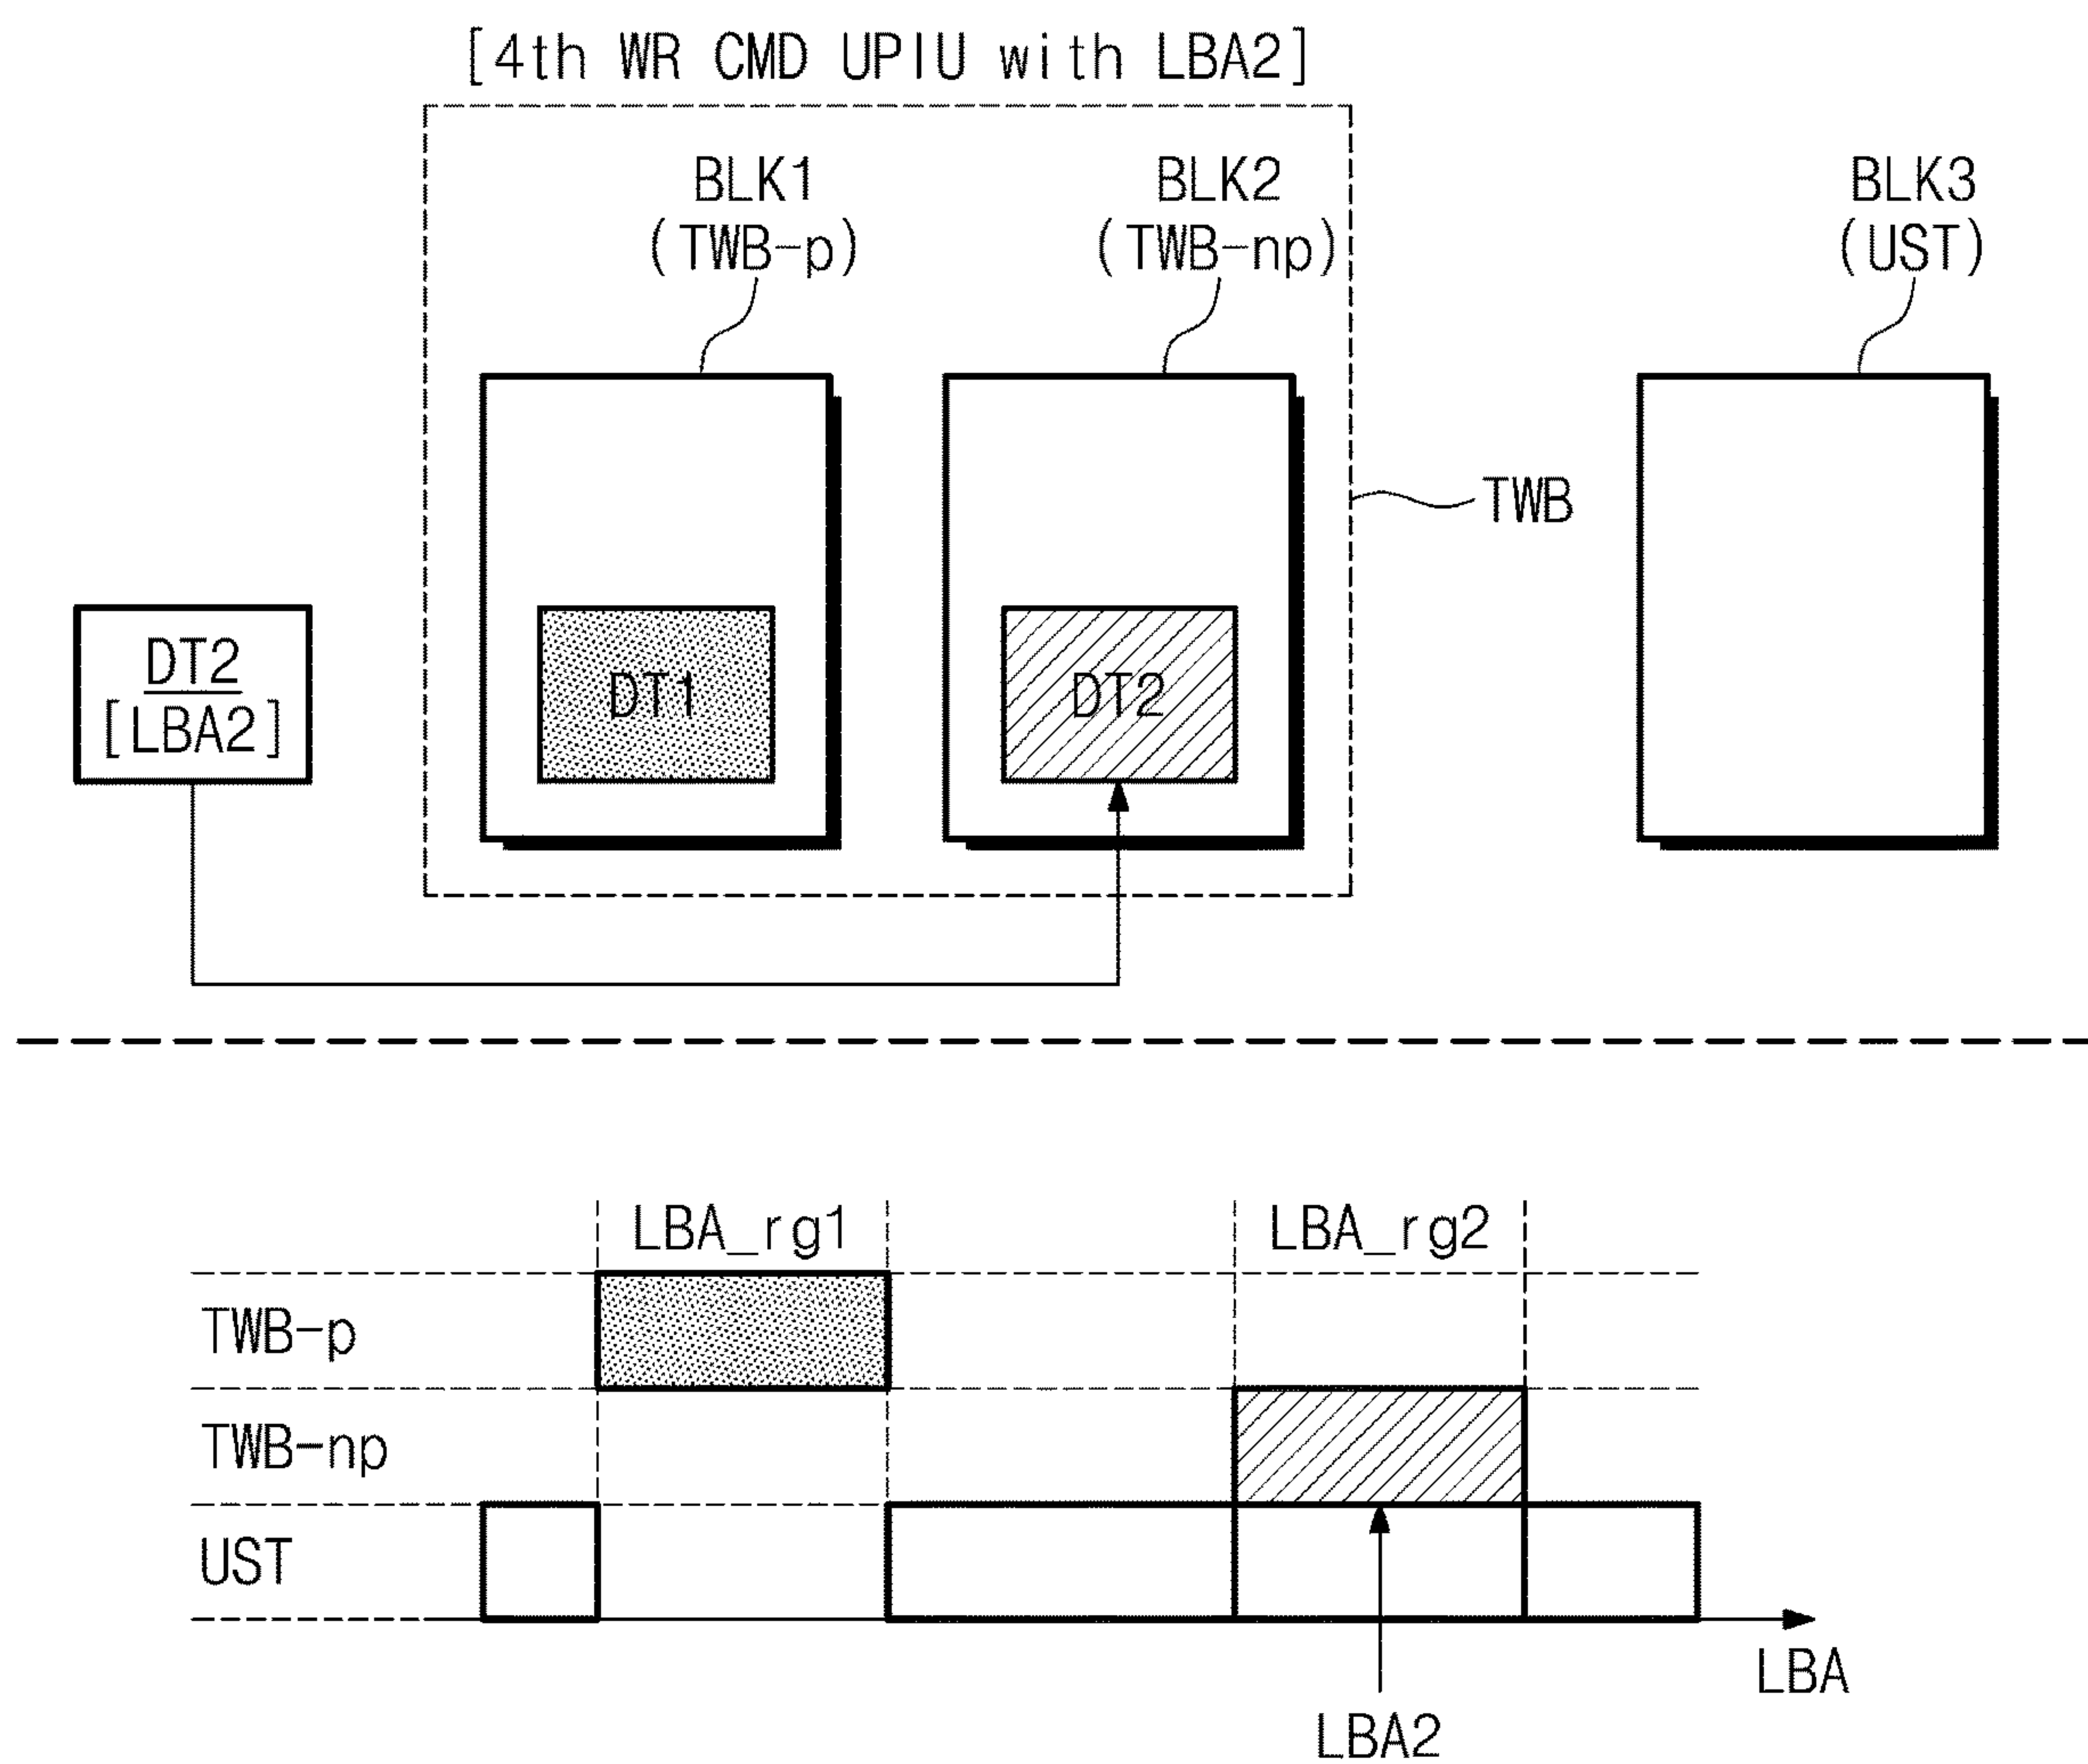 [4th WR CMD UPIU with LBA2]
BLK1
(TWB-p)
BLK2
(TWB-np)
BLK3
(UST)
TWB
DT2
[LBA2]
DT1
DT2
LBA_rg1
LBA_rg2
TWB-p
TWB-np
UST
LBA
LBA2